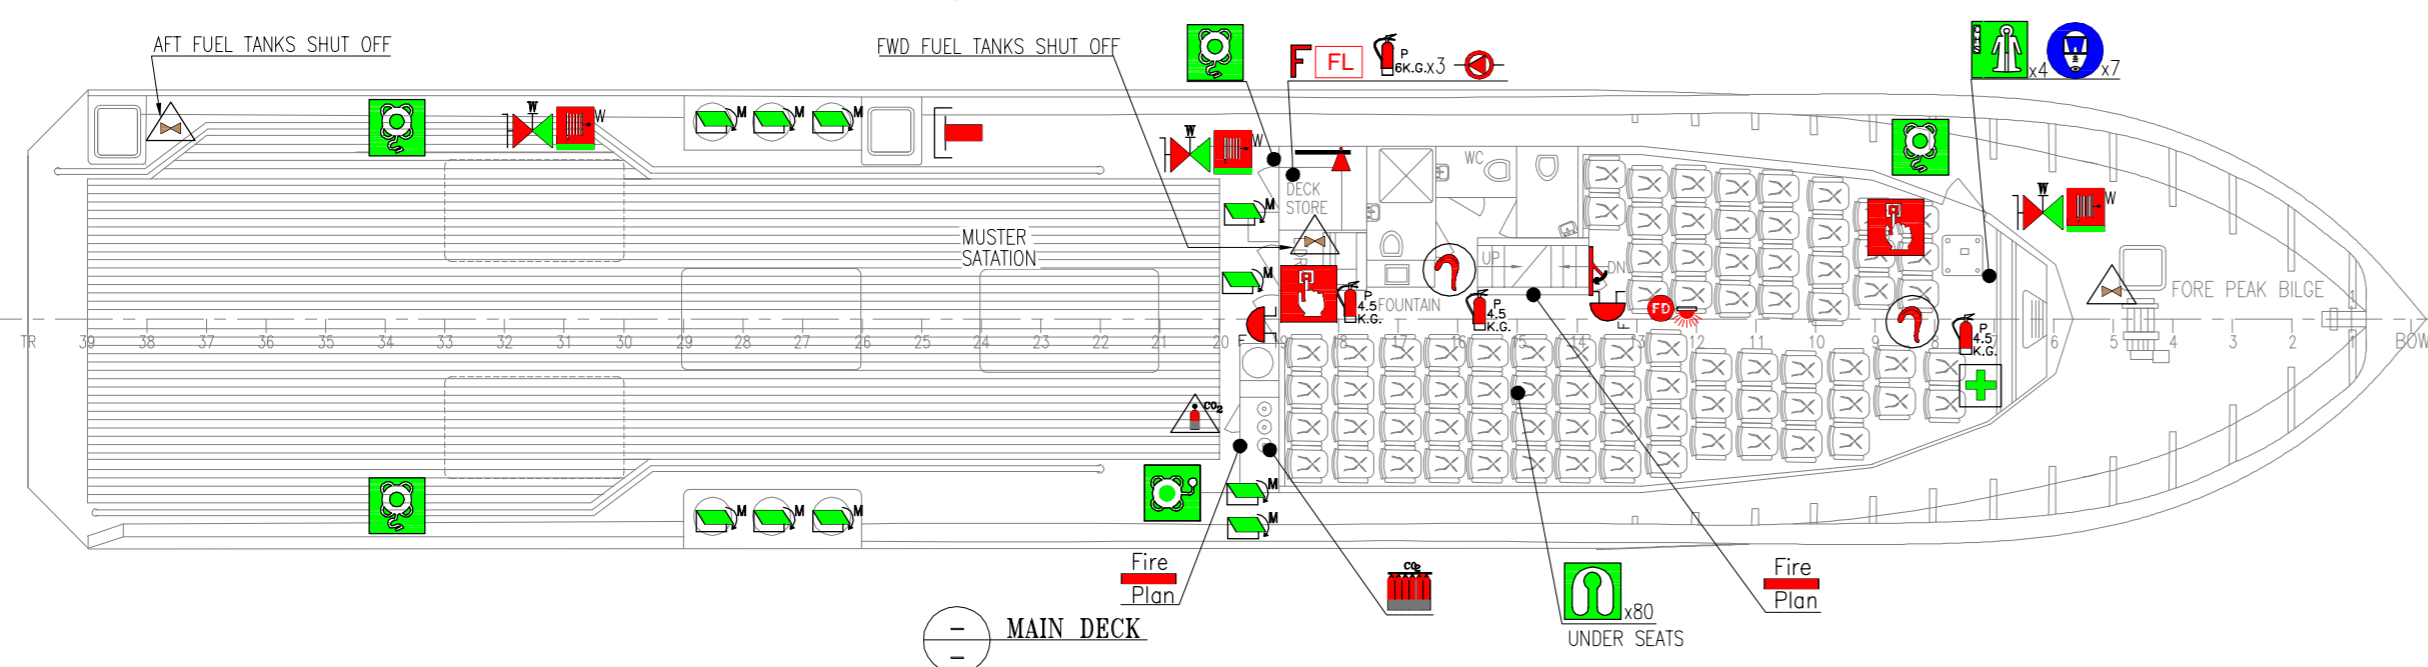 AFT FUEL TANKS SHUT OFF
FWD FUEL TANKS SHUT OFF
F
FL
P
6K.G.x3
x4
x7
W
W
M
M
M
W
W
W
W
DECK
STORE
WC
M
MUSTER
SATATION
UP
DN
M
P
4.5
K.G.
FOUNTAIN
P
4.5
K.G.
F
FD
F
P
4.5
K.G.
FORE PEAK BILGE
TR
39
38
37
36
35
34
33
32
31
30
29
28
27
26
25
24
23
22
21
20
19
18
17
16
15
14
13
12
11
10
9
8
6
5
4
3
2
1
BOW
CO2
M
M
M
M
M
Fire
Plan
CO2
x80
UNDER SEATS
Fire
Plan
MAIN DECK